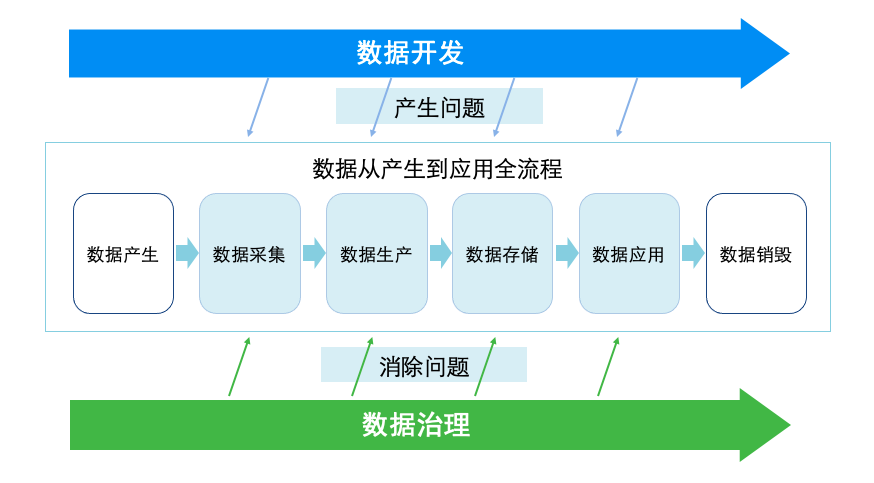 数据开发
产生问题
数据从产生到应用全流程
数据产生
数据采集
数据生产
数据存储
数据应用
数据销毁
消除问题
数据治理